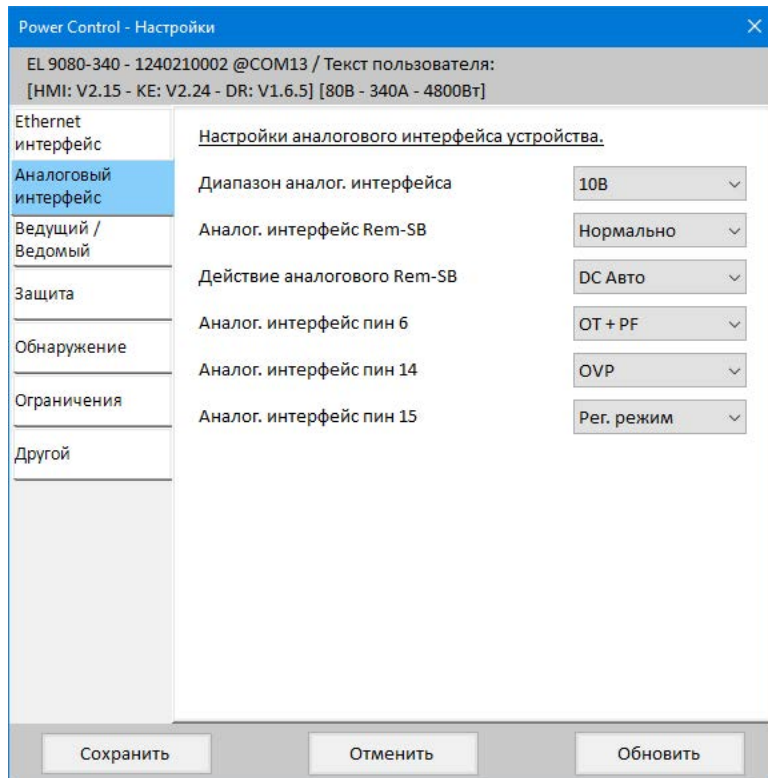 Power Control - Настройки
EL 9080-340 - 1240210002 @COM13 / Текст пользователя:
[HMI: V2.15 - KE: V2.24 - DR: V1.6.5] [80В - 340А - 4800Вт]
Ethernet
интерфейс
Аналоговый
интерфейс
Ведущий /
Ведомый
Защита
Обнаружение
Ограничения
Другой
Настройки аналогового интерфейса устройства.
Диапазон аналог. интерфейса 10В
Аналог. интерфейс Rem-SB Нормально
Действие аналогового Rem-SB DC Авто
Аналог. интерфейс пин 6 OT + PF
Аналог. интерфейс пин 14 OVP
Аналог. интерфейс пин 15 Рег. режим
Сохранить Отменить Обновить